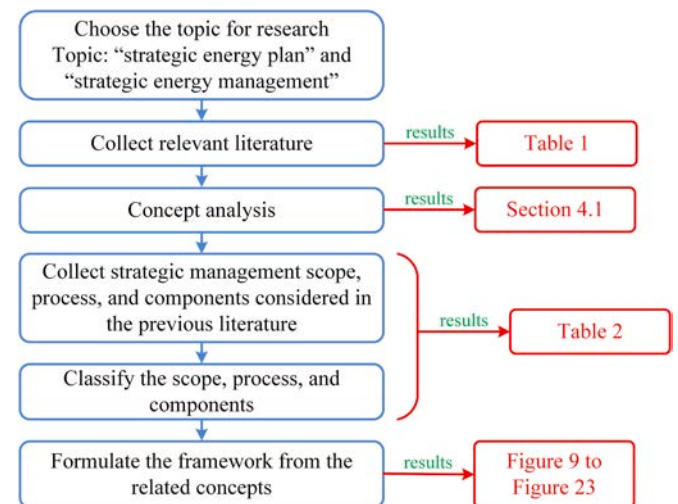 Choose the topic for research
Topic: “strategic energy plan” and
“strategic energy management”
Collect relevant literature
results
Table 1
Concept analysis
results
Section 4.1
Collect strategic management scope,
process, and components considered in
the previous literature
Classify the scope, process, and
components
results
Table 2
Formulate the framework from the
related concepts
results
Figure 9 to
Figure 23